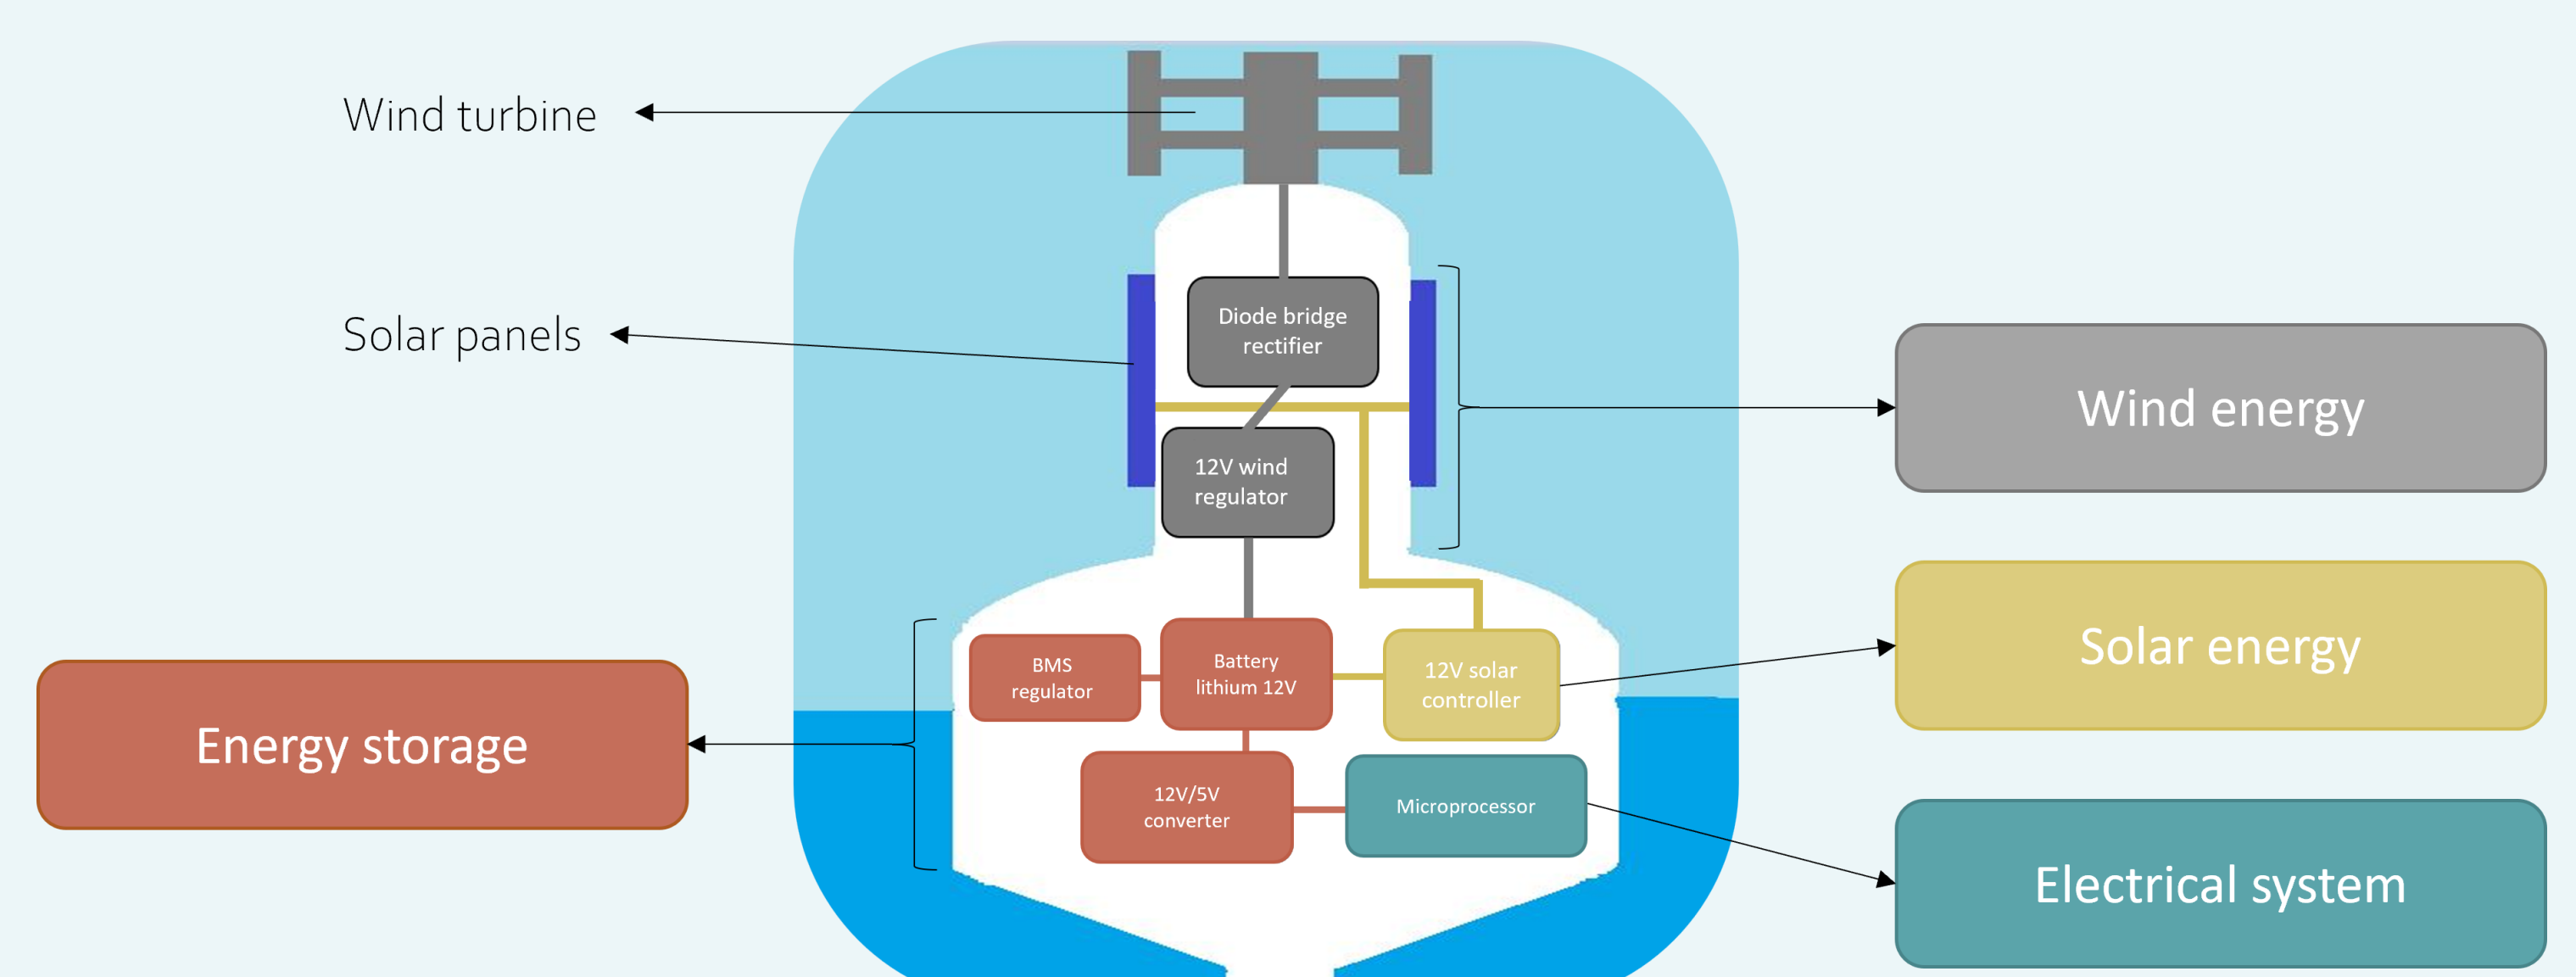 Wind turbine
Solar panels
Diode bridge
rectifier
12V wind
regulator
Wind energy
BMS
regulator
Battery
lithium 12V
12V solar
controller
Solar energy
Energy storage
12V/5V
converter
Microprocessor
Electrical system